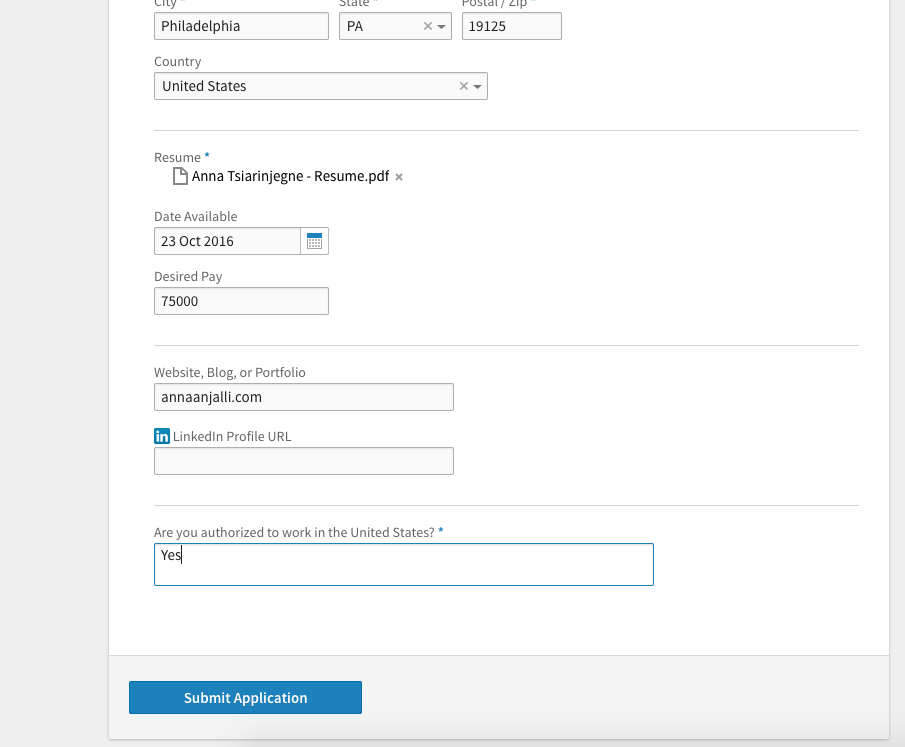 City * State * Postal / Zip *
Philadelphia PA 19125
Country
United States
Resume *
Anna Tsiarinjegne - Resume.pdf
Date Available
23 Oct 2016
Desired Pay
75000
Website, Blog, or Portfolio
annaanjalli.com
in LinkedIn Profile URL
Are you authorized to work in the United States? *
Yes
Submit Application